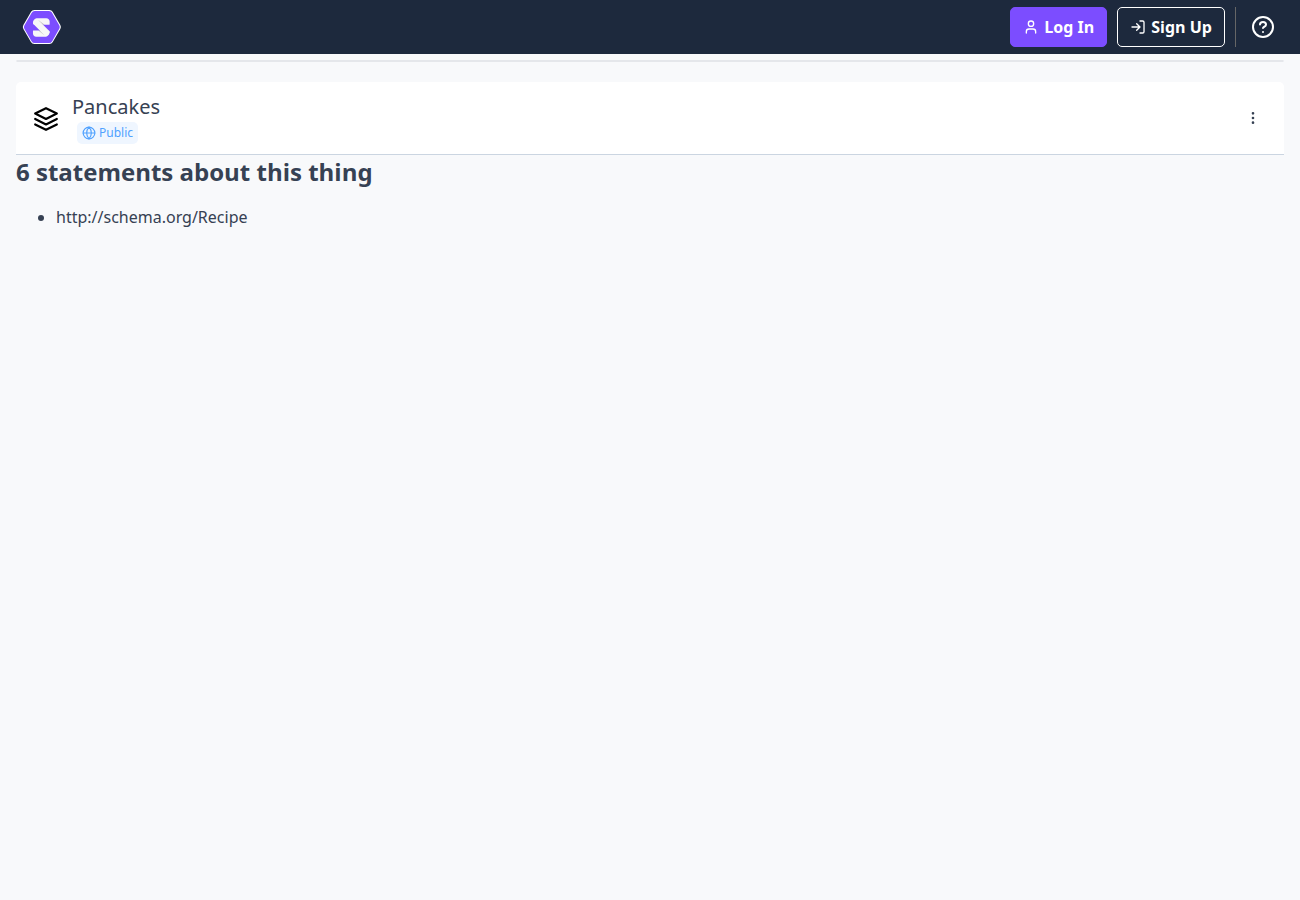 Log In
Sign Up
Pancakes
Public
6 statements about this thing
http://schema.org/Recipe